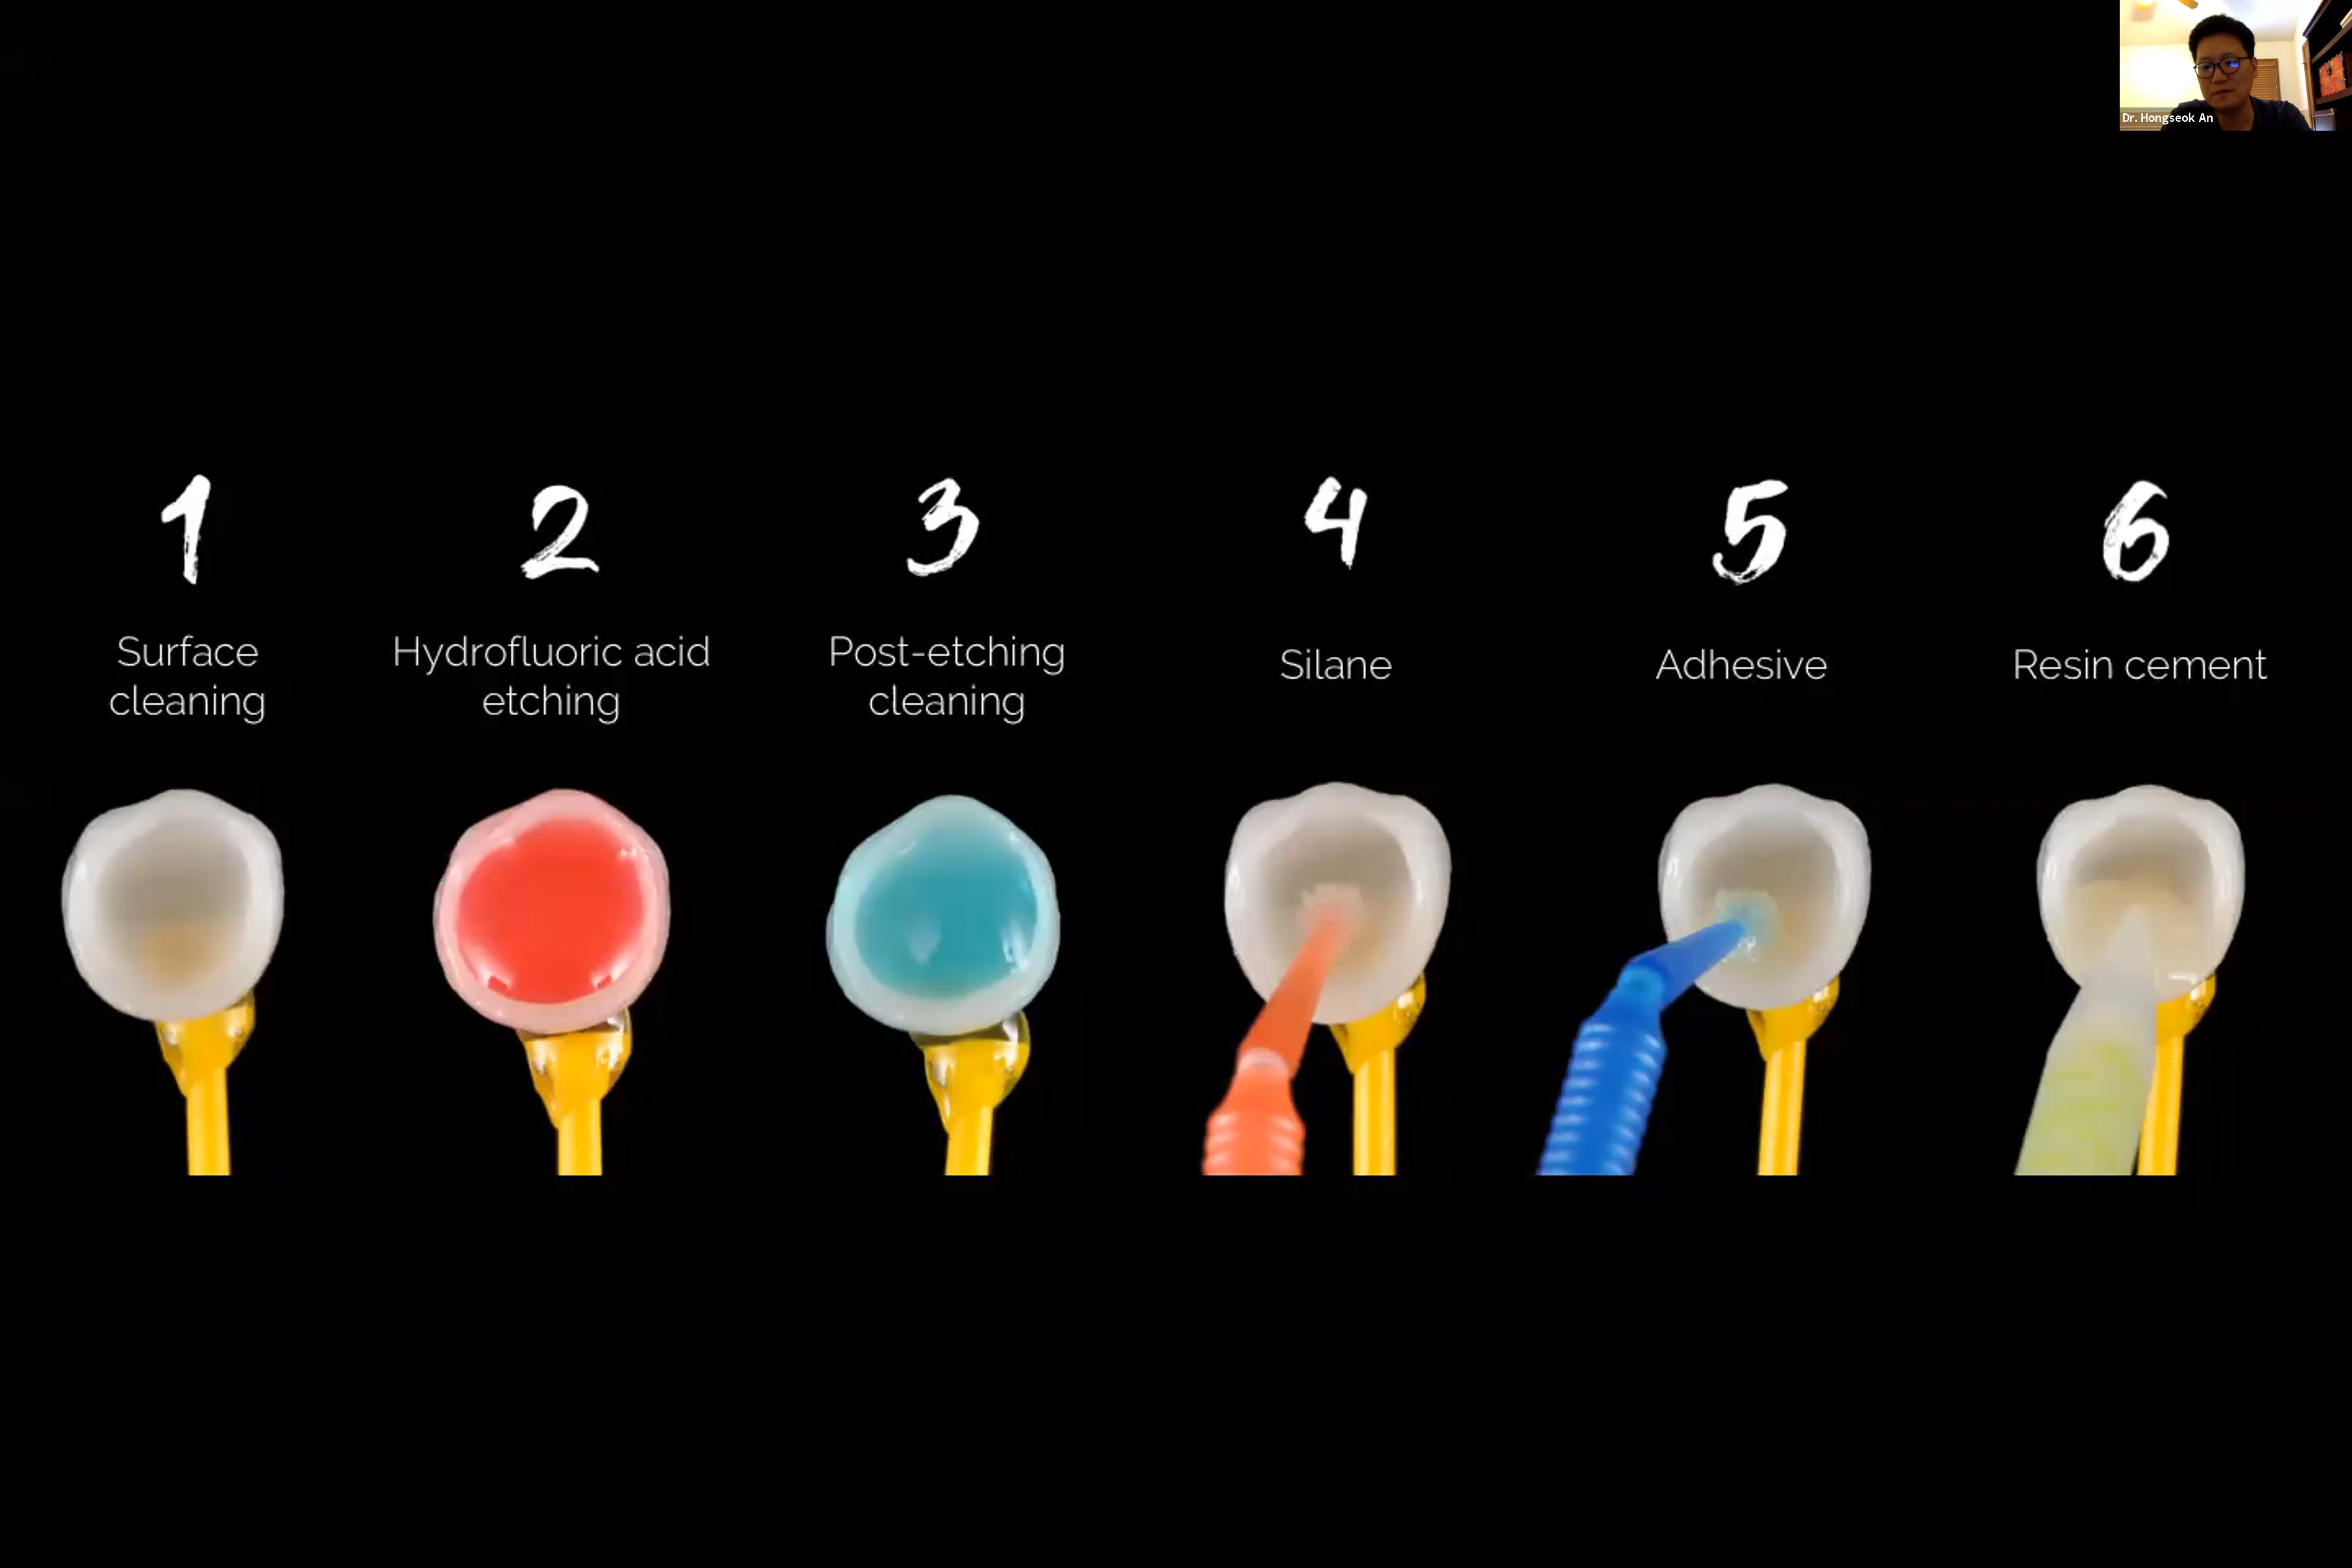 Dr. Hongseok An
1
2
3
4
5
6
Surface
cleaning
Hydrofluoric acid
etching
Post-etching
cleaning
Silane
Adhesive
Resin cement